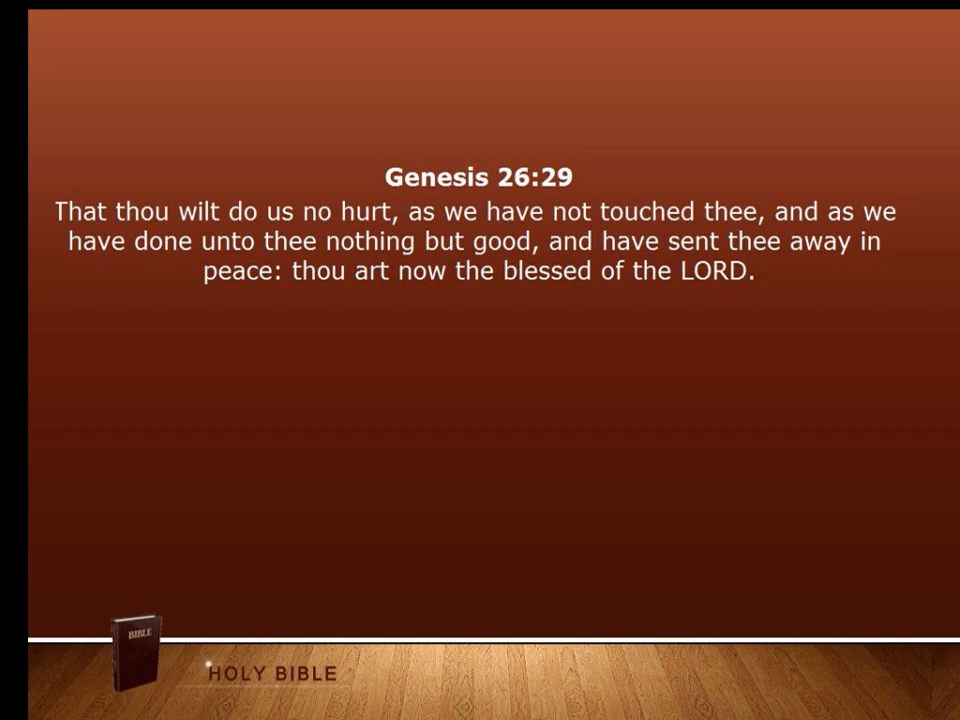 Genesis 26:29
That thou wilt do us no hurt, as we have not touched thee, and as we
have done unto thee nothing but good, and have sent thee away in
peace: thou art now the blessed of the LORD.
BIBLE
HOLY BIBLE